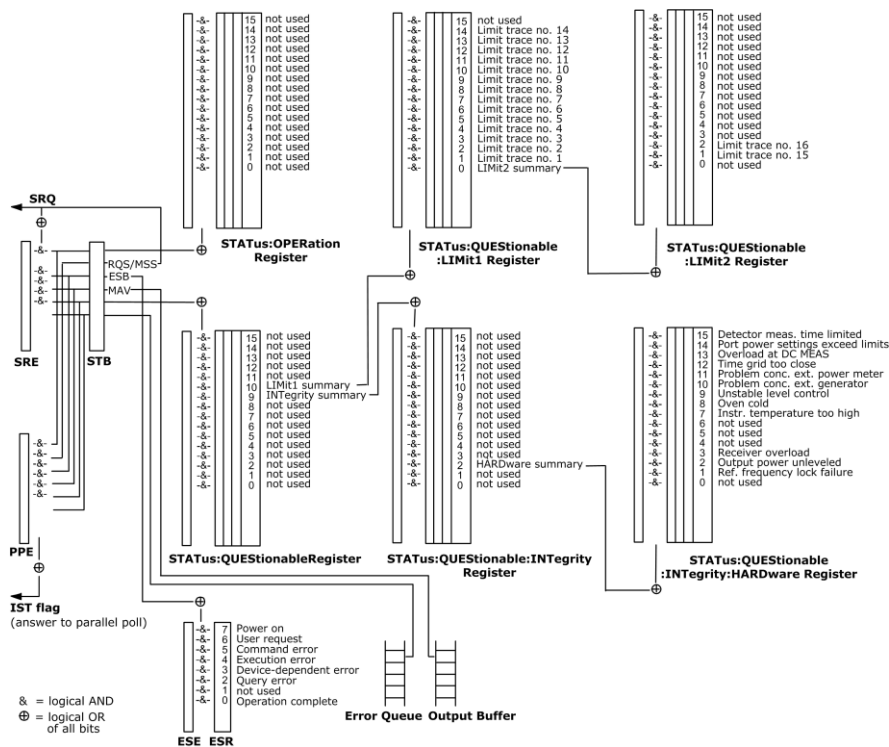 15 not used
14 not used
13 not used
12 not used
11 not used
10 not used
9 not used
8 not used
7 not used
6 not used
5 not used
4 not used
3 not used
2 not used
1 not used
0 not used
STATus:OPERation
Register
15 not used
14 Limit trace no. 14
13 Limit trace no. 13
12 Limit trace no. 12
11 Limit trace no. 11
10 Limit trace no. 10
9 Limit trace no. 9
8 Limit trace no. 8
7 Limit trace no. 7
6 Limit trace no. 6
5 Limit trace no. 5
4 Limit trace no. 4
3 Limit trace no. 3
2 Limit trace no. 2
1 Limit trace no. 1
0 LIMit2 summary
STATus:QUEStionable
:LIMit1 Register
15 not used
14 not used
13 not used
12 not used
11 not used
10 not used
9 not used
8 not used
7 not used
6 not used
5 not used
4 not used
3 not used
2 Limit trace no. 16
1 Limit trace no. 15
0 not used
STATus:QUEStionable
:LIMit2 Register
SRQ
RQS/MSS
ESB
MAV
SRE
STB
15 not used
14 not used
13 not used
12 not used
11 not used
10 LIMit1 summary
9 INTegrity summary
8 not used
7 not used
6 not used
5 not used
4 not used
3 not used
2 not used
1 not used
0 not used
STATus:QUEStionableRegister
15 not used
14 not used
13 not used
12 not used
11 not used
10 not used
9 not used
8 not used
7 not used
6 not used
5 not used
4 not used
3 not used
2 HARDware summary
1 not used
0 not used
STATus:QUEStionable:INTegrity
Register
15 Detector meas. time limited
14 Port power settings exceed limits
13 Overload at DC MEAS
12 Time grid too close
11 Problem conc. ext. power meter
10 Problem conc. ext. generator
9 Unstable level control
8 Oven cold
7 Instr. temperature too high
6 not used
5 not used
4 not used
3 Receiver overload
2 Output power unleveled
1 Ref. frequency lock failure
0 not used
STATus:QUEStionable
:INTegrity:HARDware Register
PPE
IST flag
(answer to parallel poll)
7 Power on
6 User request
5 Command error
4 Execution error
3 Device-dependent error
2 Query error
1 not used
0 Operation complete
ESE ESR
Error Queue Output Buffer
& = logical AND
⊕ = logical OR
of all bits